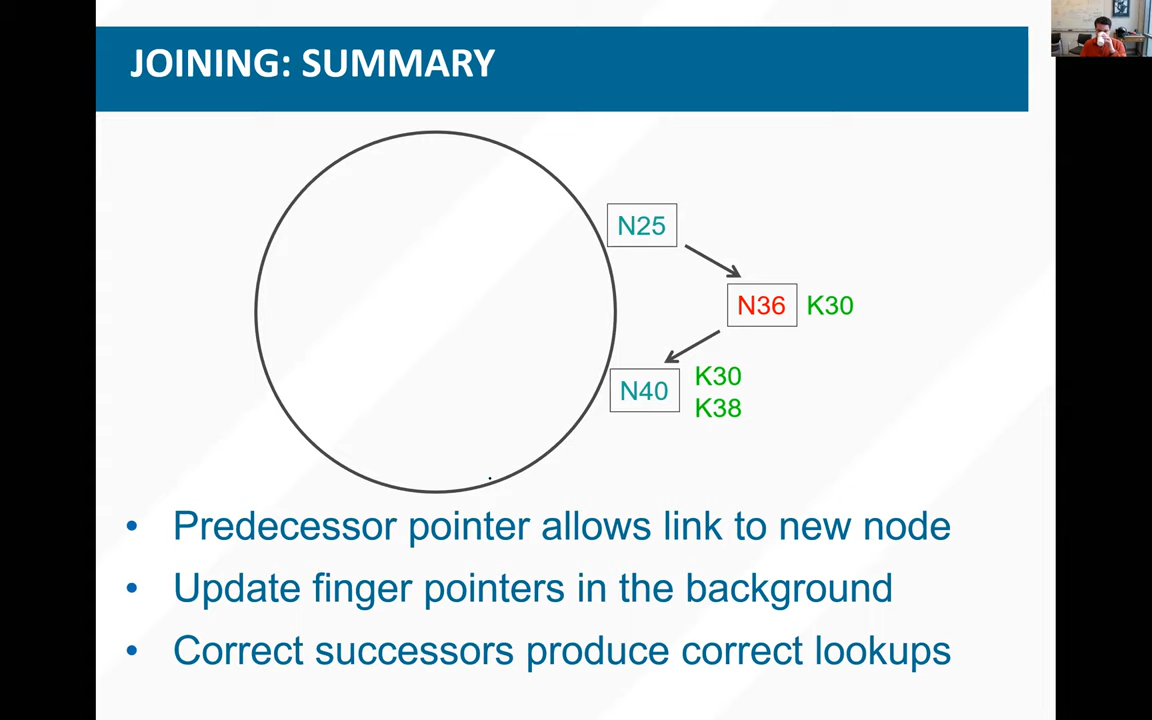 JOINING: SUMMARY
N25
N36 K30
K30
N40
K38
• Predecessor pointer allows link to new node
• Update finger pointers in the background
• Correct successors produce correct lookups